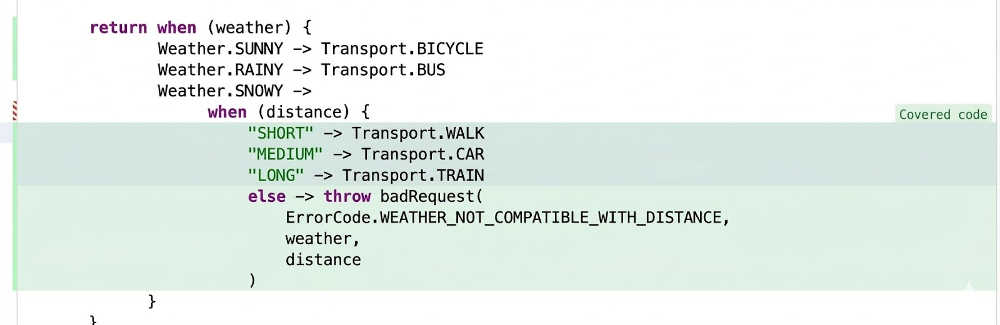 return when (weather) {
Weather.SUNNY -> Transport.BICYCLE
Weather.RAINY -> Transport.BUS
Weather.SNOWY ->
when (distance) {
Covered code
"SHORT" -> Transport.WALK
"MEDIUM" -> Transport.CAR
"LONG" -> Transport.TRAIN
else -> throw badRequest(
ErrorCode.WEATHER_NOT_COMPATIBLE_WITH_DISTANCE,
weather,
distance
)
}
}